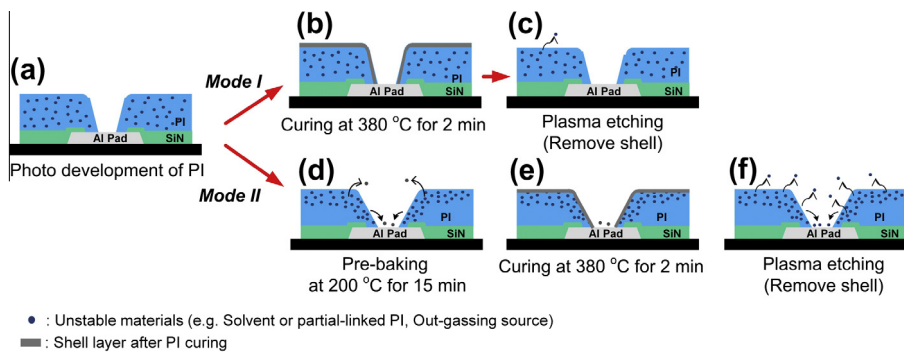 (a)
PI
Al Pad
SiN
Photo development of PI
Mode I
Mode II
(b)
PI
Al Pad
SiN
Curing at 380 °C for 2 min
(c)
PI
Al Pad
SiN
Plasma etching
(Remove shell)
(d)
PI
Al Pad
SiN
Pre-baking
at 200 °C for 15 min
(e)
PI
Al Pad
SiN
Curing at 380 °C for 2 min
(f)
PI
Al Pad
SiN
Plasma etching
(Remove shell)
: Unstable materials (e.g. Solvent or partial-linked PI, Out-gassing source)
: Shell layer after PI curing